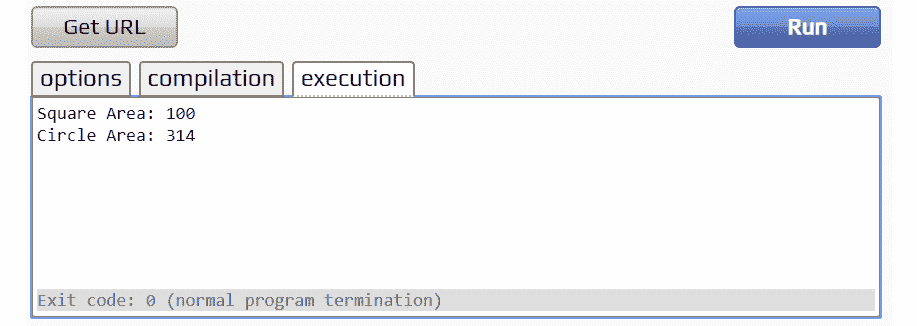 Get URL
Run
options
compilation
execution
Square Area: 100
Circle Area: 314
Exit code: 0 (normal program termination)